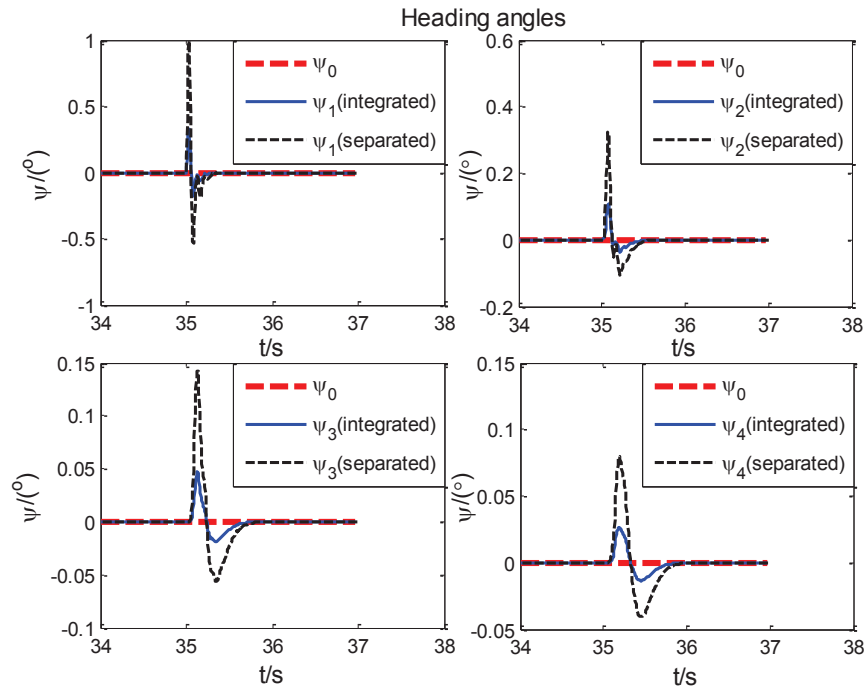 Heading angles
1
0.5
0
-0.5
-1
34 35 36 37 38
t/s
ψ/(°)
ψ0
ψ1(integrated)
ψ1(separated)
0.6
0.4
0.2
0
-0.2
34 35 36 37 38
t/s
ψ/(°)
ψ0
ψ2(integrated)
ψ2(separated)
0.15
0.1
0.05
0
-0.05
-0.1
34 35 36 37 38
t/s
ψ/(°)
ψ0
ψ3(integrated)
ψ3(separated)
0.15
0.1
0.05
0
-0.05
34 35 36 37 38
t/s
ψ/(°)
ψ0
ψ4(integrated)
ψ4(separated)